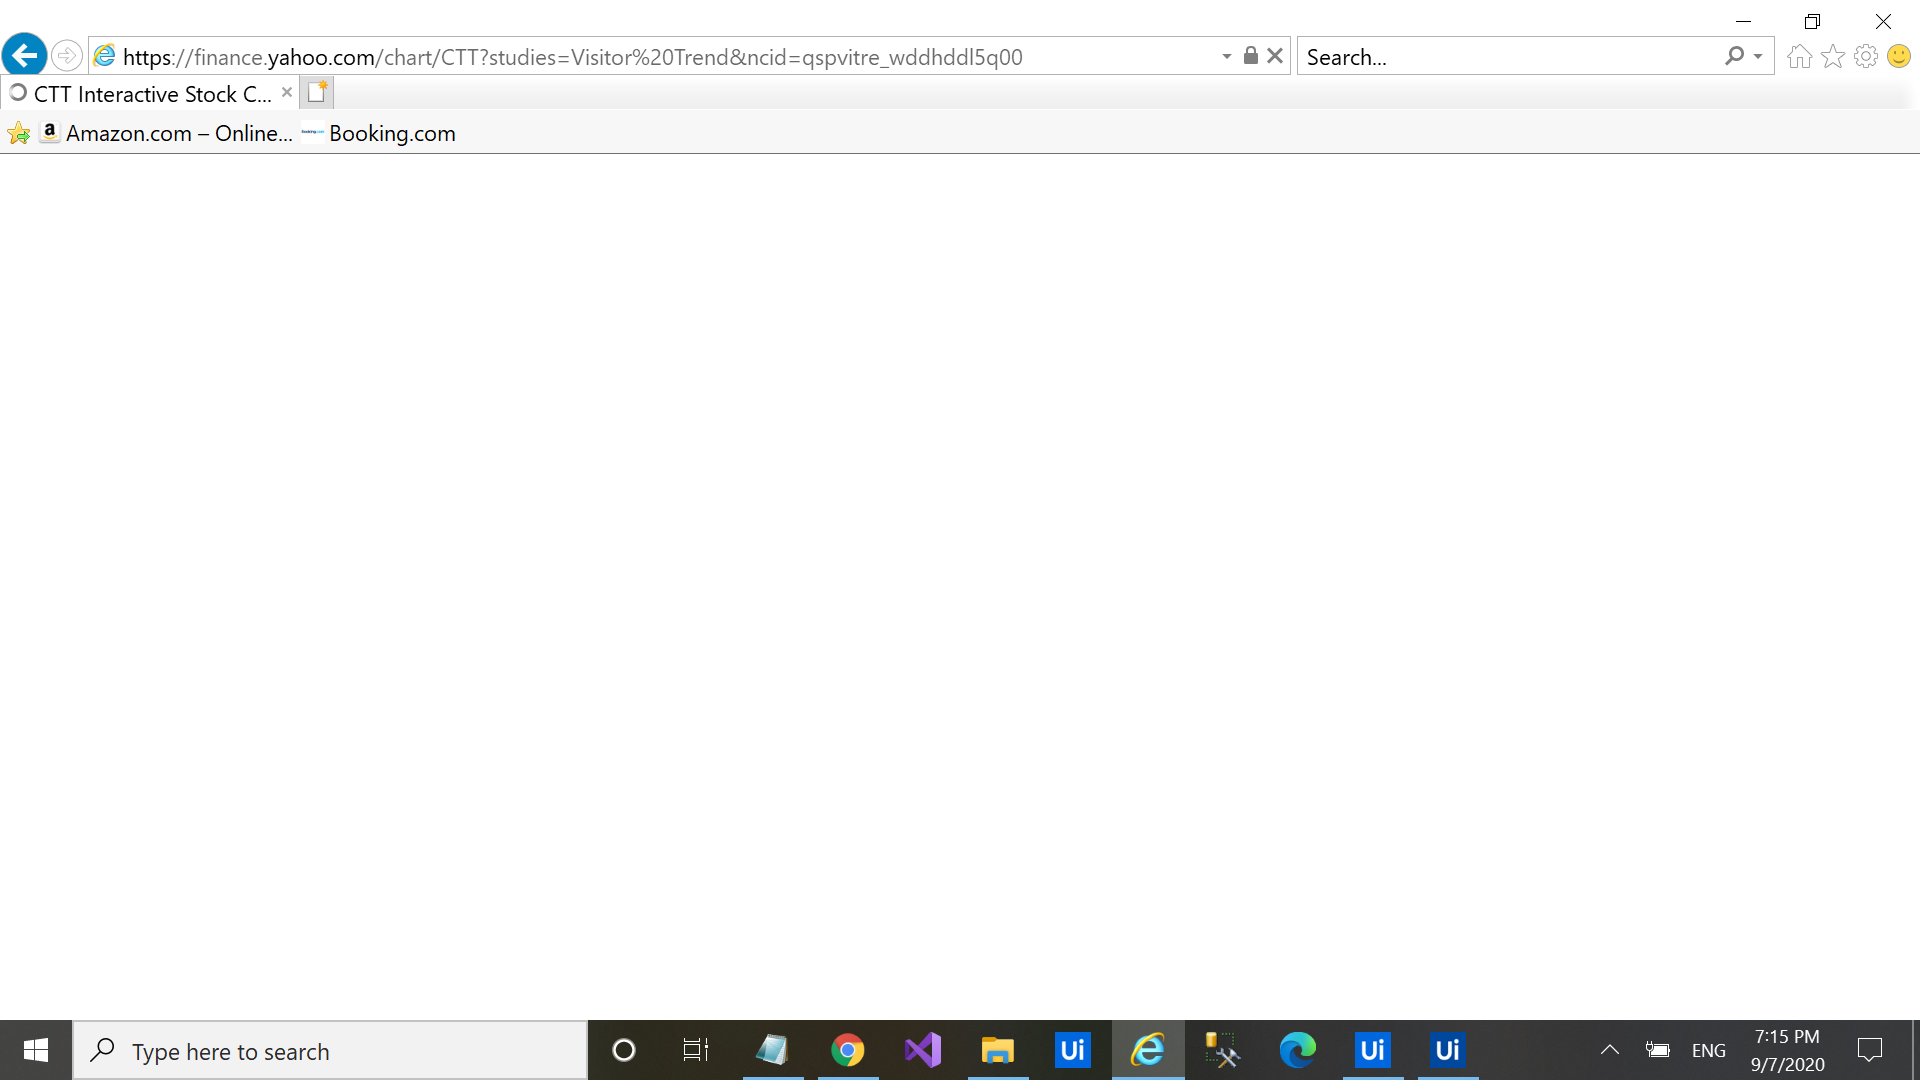 https://finance.yahoo.com/chart/CTT?studies=Visitor%20Trend&ncid=qspvitre_wddhddl5q00
Search...
CTT Interactive Stock C...
Amazon.com – Online...
Booking.com
Type here to search
Ui
Ui
Ui
ENG
7:15 PM
9/7/2020